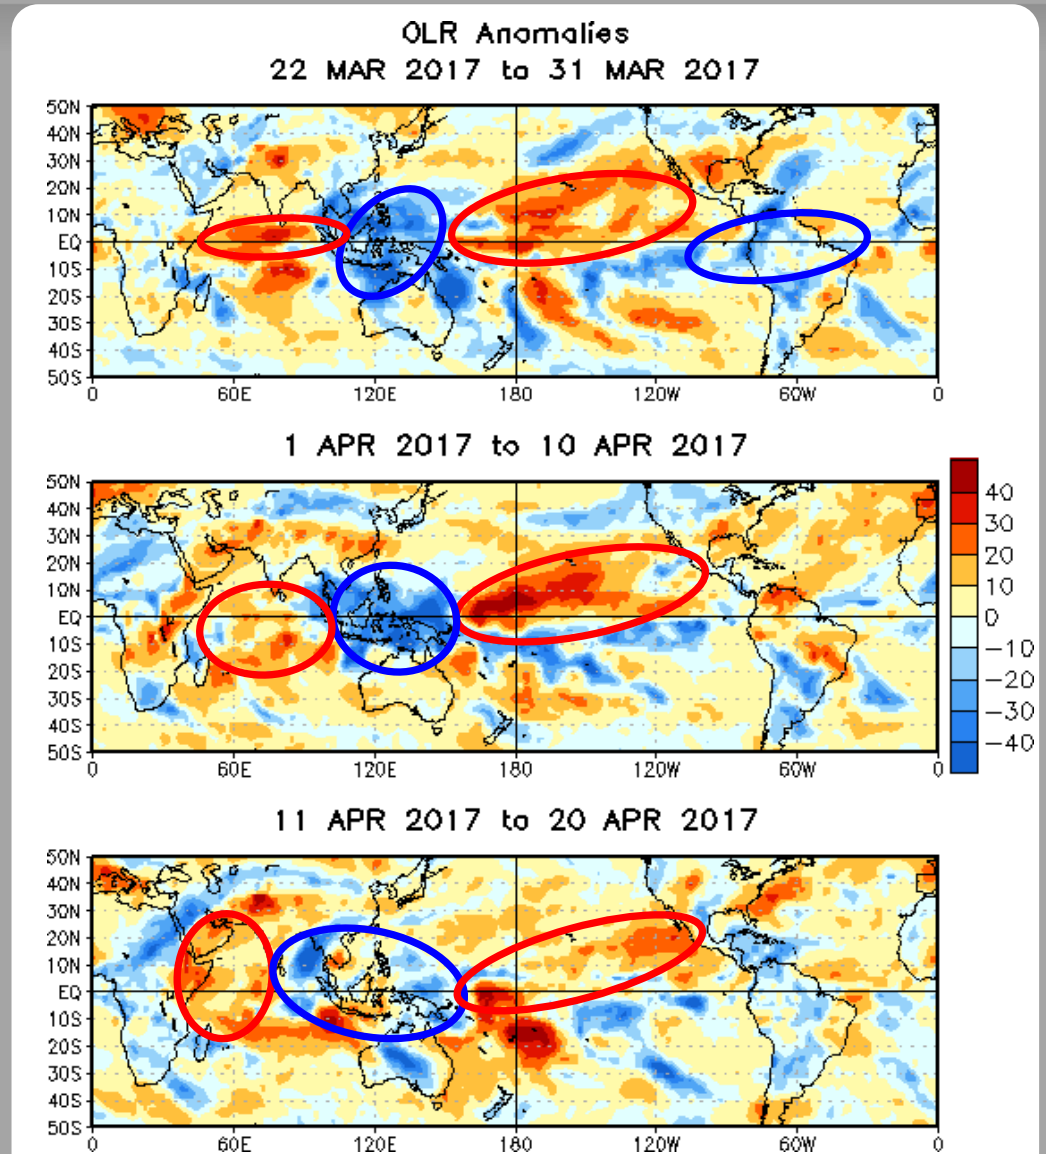 OLR Anomalies
22 MAR 2017 to 31 MAR 2017
50N
40N
30N
20N
10N
EQ
10S
20S
30S
40S
50S
0 60E 120E 180 120W 60W 0
1 APR 2017 to 10 APR 2017
50N
40N
30N
20N
10N
EQ
10S
20S
30S
40S
50S
0 60E 120E 180 120W 60W 0
40
30
20
10
0
−10
−20
−30
−40
11 APR 2017 to 20 APR 2017
50N
40N
30N
20N
10N
EQ
10S
20S
30S
40S
50S
0 60E 120E 180 120W 60W 0